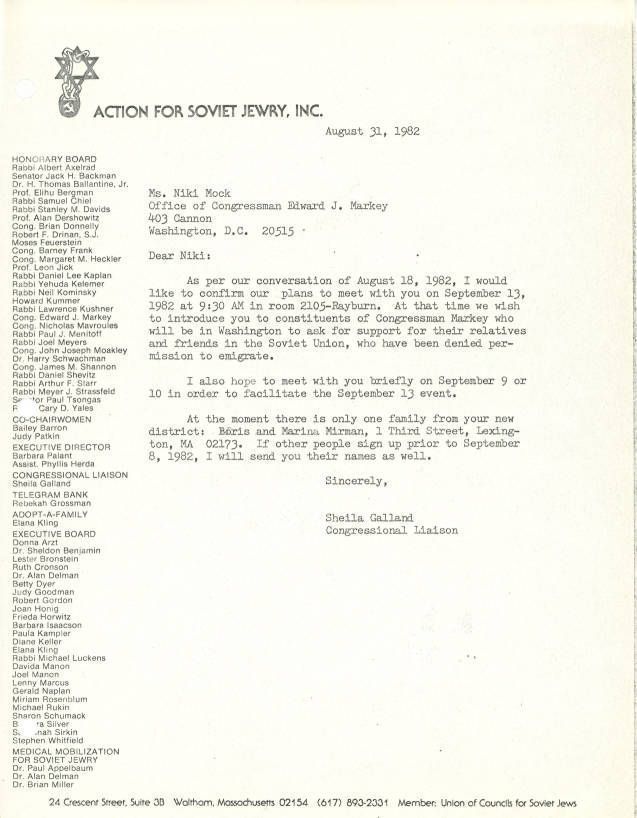 ACTION FOR SOVIET JEWRY, INC.
August 31, 1982
HONORARY BOARD
Rabbi Albert Axelrad
Senator Jack H. Backman
Dr. H. Thomas Ballantine, Jr.
Prof. Elihu Bergman
Rabbi Samuel Chiel
Rabbi Stanley M. Davids
Prof. Alan Dershowitz
Cong. Brian Donnelly
Robert F. Drinan, S.J.
Moses Feuerstein
Cong. Barney Frank
Cong. Margaret M. Heckler
Prof. Leon Jick
Rabbi Daniel Lee Kaplan
Rabbi Yehuda Kelemer
Rabbi Neil Kominsky
Howard Kummer
Rabbi Lawrence Kushner
Cong. Edward J. Markey
Cong. Nicholas Mavroules
Rabbi Paul J. Menitoff
Rabbi Joel Meyers
Cong. John Joseph Moakley
Dr. Harry Schwachman
Cong. James M. Shannon
Rabbi Daniel Shevitz
Rabbi Arthur F. Starr
Rabbi Meyer J. Strassfeld
Paul Tsongas
Cary D. Yales
CO-CHAIRWOMEN
Bailey Barron
Judy Patkin
EXECUTIVE DIRECTOR
Barbara Palant
Assist. Phyllis Herda
CONGRESSIONAL LIAISON
Sheila Galland
TELEGRAM BANK
Rebekah Grossman
ADOPT-A-FAMILY
Elana Kling
EXECUTIVE BOARD
Donna Arzt
Dr. Sheldon Benjamin
Lester Bronstein
Ruth Cronson
Dr. Alan Delman
Betty Dyer
Judy Goodman
Robert Gordon
Joan Honig
Frieda Horwitz
Barbara Isaacson
Paula Kampler
Diane Keller
Elana Kling
Rabbi Michael Luckens
Davida Manon
Joel Manon
Lenny Marcus
Gerald Naplan
Miriam Rosenblum
Michael Rukin
Sharon Schumack
Silver
Sirkin
Stephen Whitfield
MEDICAL MOBILIZATION
FOR SOVIET JEWRY
Dr. Paul Appelbaum
Dr. Alan Delman
Dr. Brian Miller
Ms. Niki Mock
Office of Congressman Edward J. Markey
403 Cannon
Washington, D.C. 20515
Dear Niki:
As per our conversation of August 18, 1982, I would
like to confirm our plans to meet with you on September 13,
1982 at 9:30 AM in room 2105-Rayburn. At that time we wish
to introduce you to constituents of Congressman Markey who
will be in Washington to ask for support for their relatives
and friends in the Soviet Union, who have been denied per-
mission to emigrate.
I also hope to meet with you briefly on September 9 or
10 in order to facilitate the September 13 event.
At the moment there is only one family from your new
district: Boris and Marina Mirman, 1 Third Street, Lexing-
ton, MA 02173. If other people sign up prior to September
8, 1982, I will send you their names as well.
Sincerely,
Sheila Galland
Congressional Liaison
24 Crescent Street, Suite 3B Waltham, Massachusetts 02154 (617) 893-2331 Member: Union of Councils for Soviet Jews